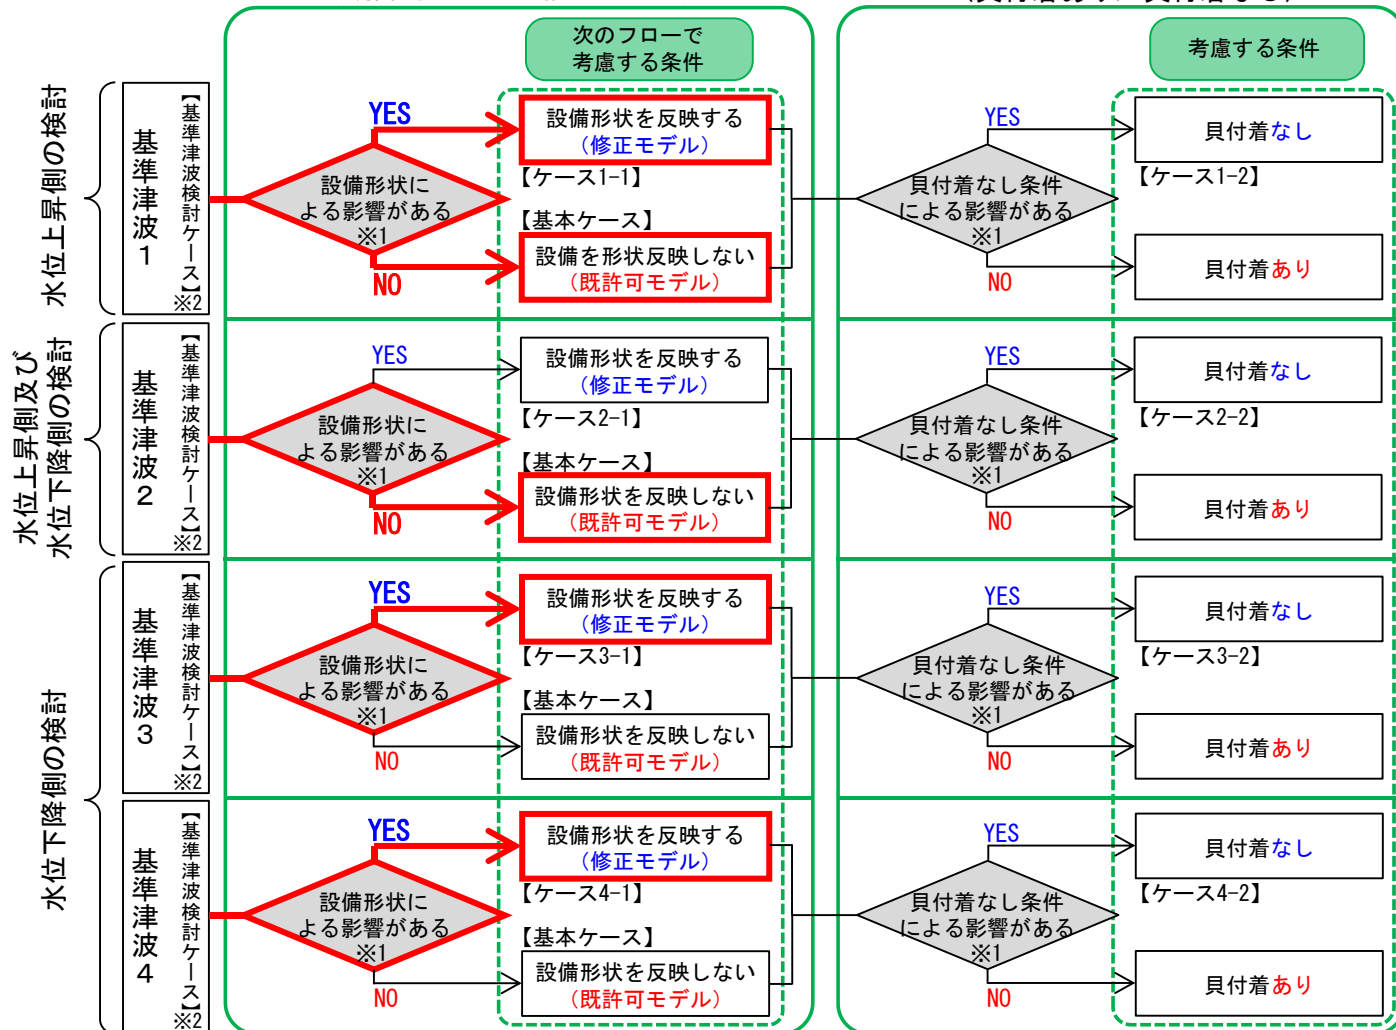 次のフローで
考慮する条件
考慮する条件
水位上昇側の検討
基準津波1
【基準津波検討ケース】※2
設備形状に
よる影響がある
※1
YES
設備形状を反映する
(修正モデル)
【ケース1-1】
【基本ケース】
NO
設備を形状反映しない
(既許可モデル)
貝付着なし条件
による影響がある
※1
YES
貝付着なし
【ケース1-2】
NO
貝付着あり
水位上昇側及び
水位下降側の検討
基準津波2
【基準津波検討ケース】※2
設備形状に
よる影響がある
※1
YES
設備形状を反映する
(修正モデル)
【ケース2-1】
【基本ケース】
NO
設備形状を反映しない
(既許可モデル)
貝付着なし条件
による影響がある
※1
YES
貝付着なし
【ケース2-2】
NO
貝付着あり
水位下降側の検討
基準津波3
【基準津波検討ケース】※2
設備形状に
よる影響がある
※1
YES
設備形状を反映する
(修正モデル)
【ケース3-1】
【基本ケース】
NO
設備形状を反映しない
(既許可モデル)
貝付着なし条件
による影響がある
※1
YES
貝付着なし
【ケース3-2】
NO
貝付着あり
基準津波4
【基準津波検討ケース】※2
設備形状に
よる影響がある
※1
YES
設備形状を反映する
(修正モデル)
【ケース4-1】
【基本ケース】
NO
設備形状を反映しない
(既許可モデル)
貝付着なし条件
による影響がある
※1
YES
貝付着なし
【ケース4-2】
NO
貝付着あり